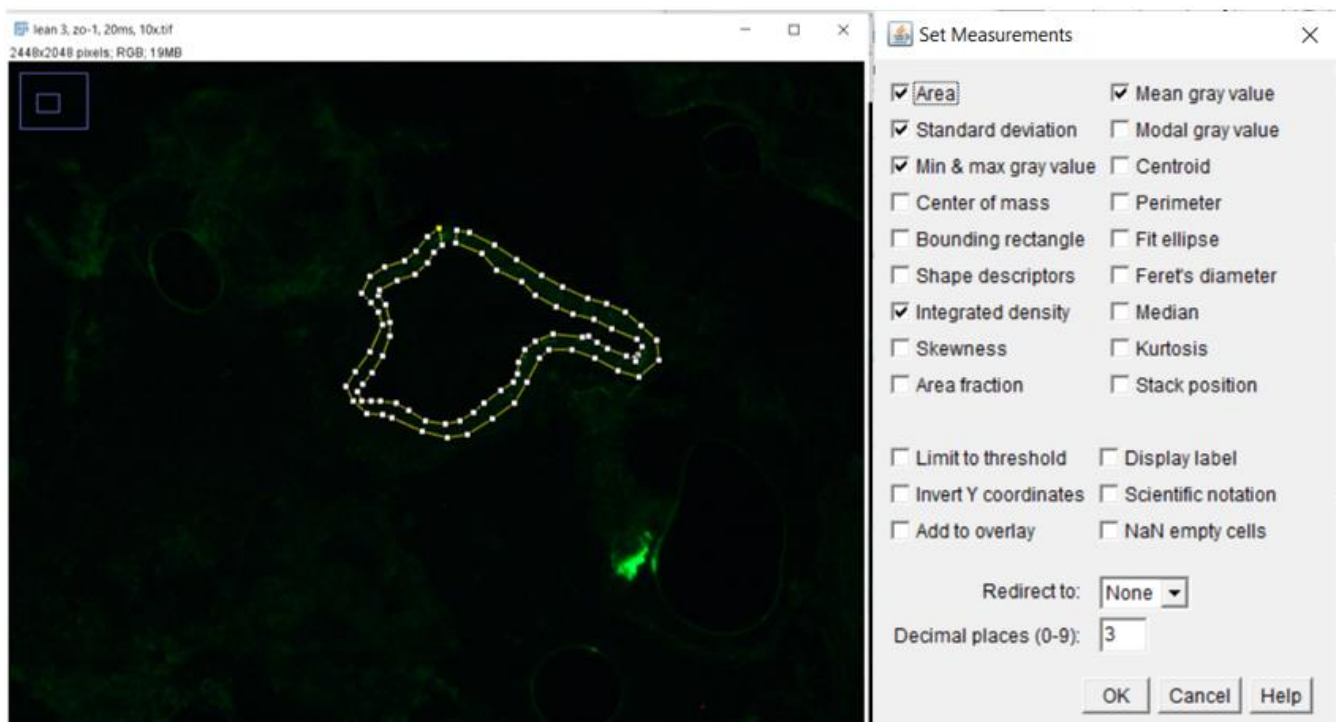 lean 3, zo-1, 20ms, 10x.tif
2448x2048 pixels; RGB; 19MB
Set Measurements
Area
Mean gray value
Standard deviation
Modal gray value
Min & max gray value
Centroid
Center of mass
Perimeter
Bounding rectangle
Fit ellipse
Shape descriptors
Feret's diameter
Integrated density
Median
Skewness
Kurtosis
Area fraction
Stack position
Limit to threshold
Display label
Invert Y coordinates
Scientific notation
Add to overlay
NaN empty cells
Redirect to: None
Decimal places (0-9): 3
OK Cancel Help